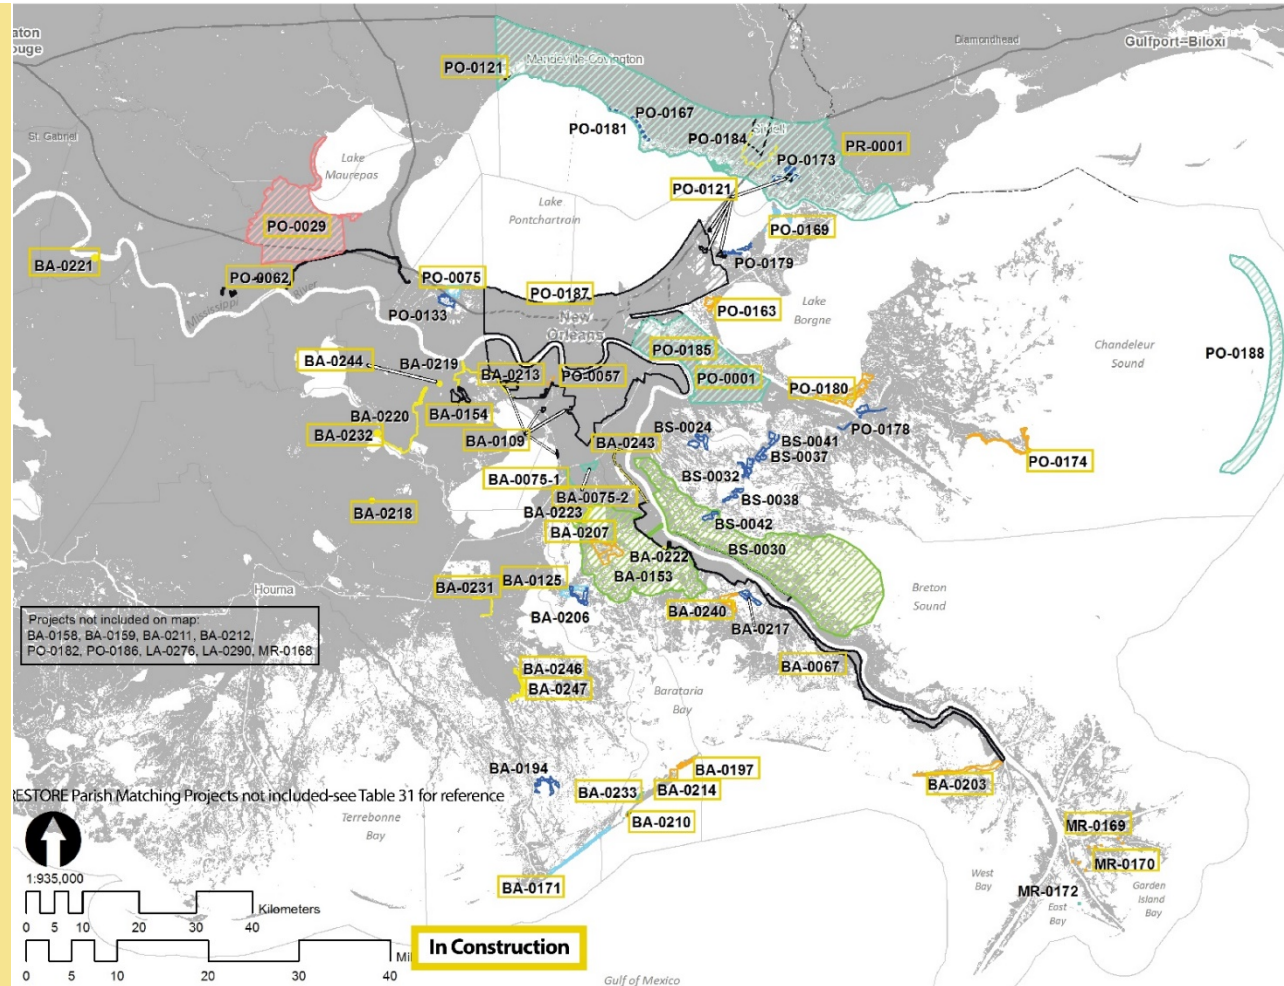 aton
ouge
Diamondhead
Gulfport–Biloxi
PO-0121
Mandeville-Covington
PO-0167
PO-0181
PO-0184
Slidell
St. Gabriel
PR-0001
Lake
Maurepas
PO-0173
PO-0121
Lake
Pontchartrain
PO-0029
PO-0169
BA-0221
PO-0062
PO-0075
PO-0179
Mississippi
River
PO-0187
PO-0133
PO-0163
Lake
Borgne
New
Orleans
Chandeleur
Sound
PO-0188
PO-0185
BA-0244
BA-0219
BA-0213
PO-0057
PO-0001
PO-0180
BA-0220
BA-0154
BA-0232
BA-0109
BA-0243
BS-0024
PO-0178
BS-0041
BS-0037
PO-0174
BA-0075-1
BS-0032
BA-0075-2
BS-0038
BA-0218
BA-0223
BS-0042
BA-0207
BS-0030
BA-0222
BA-0153
BA-0125
BA-0231
Houma
Breton
Sound
BA-0206
BA-0240
BA-0217
Projects not included on map:
BA-0158, BA-0159, BA-0211, BA-0212,
PO-0182, PO-0186, LA-0276, LA-0290, MR-0168
BA-0246
BA-0247
BA-0067
Barataria
Bay
BA-0194
BA-0197
BA-0233
BA-0214
BA-0203
RESTORE Parish Matching Projects not included-see Table 31 for reference
Terrebonne
Bay
BA-0210
MR-0169
MR-0170
BA-0171
West
Bay
MR-0172
East
Bay
Garden
Island
Bay
1:935,000
Kilometers
0 5 10 20 30 40
Mi
0 5 10 20 30 40
In Construction
Gulf of Mexico